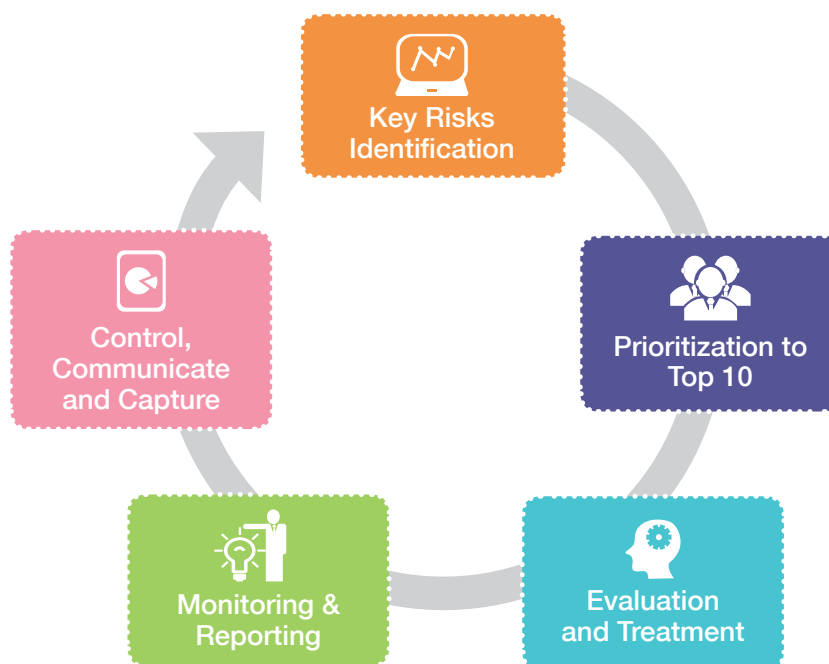 Key Risks
Identification
Prioritization to
Top 10
Evaluation
and Treatment
Monitoring &
Reporting
Control,
Communicate
and Capture